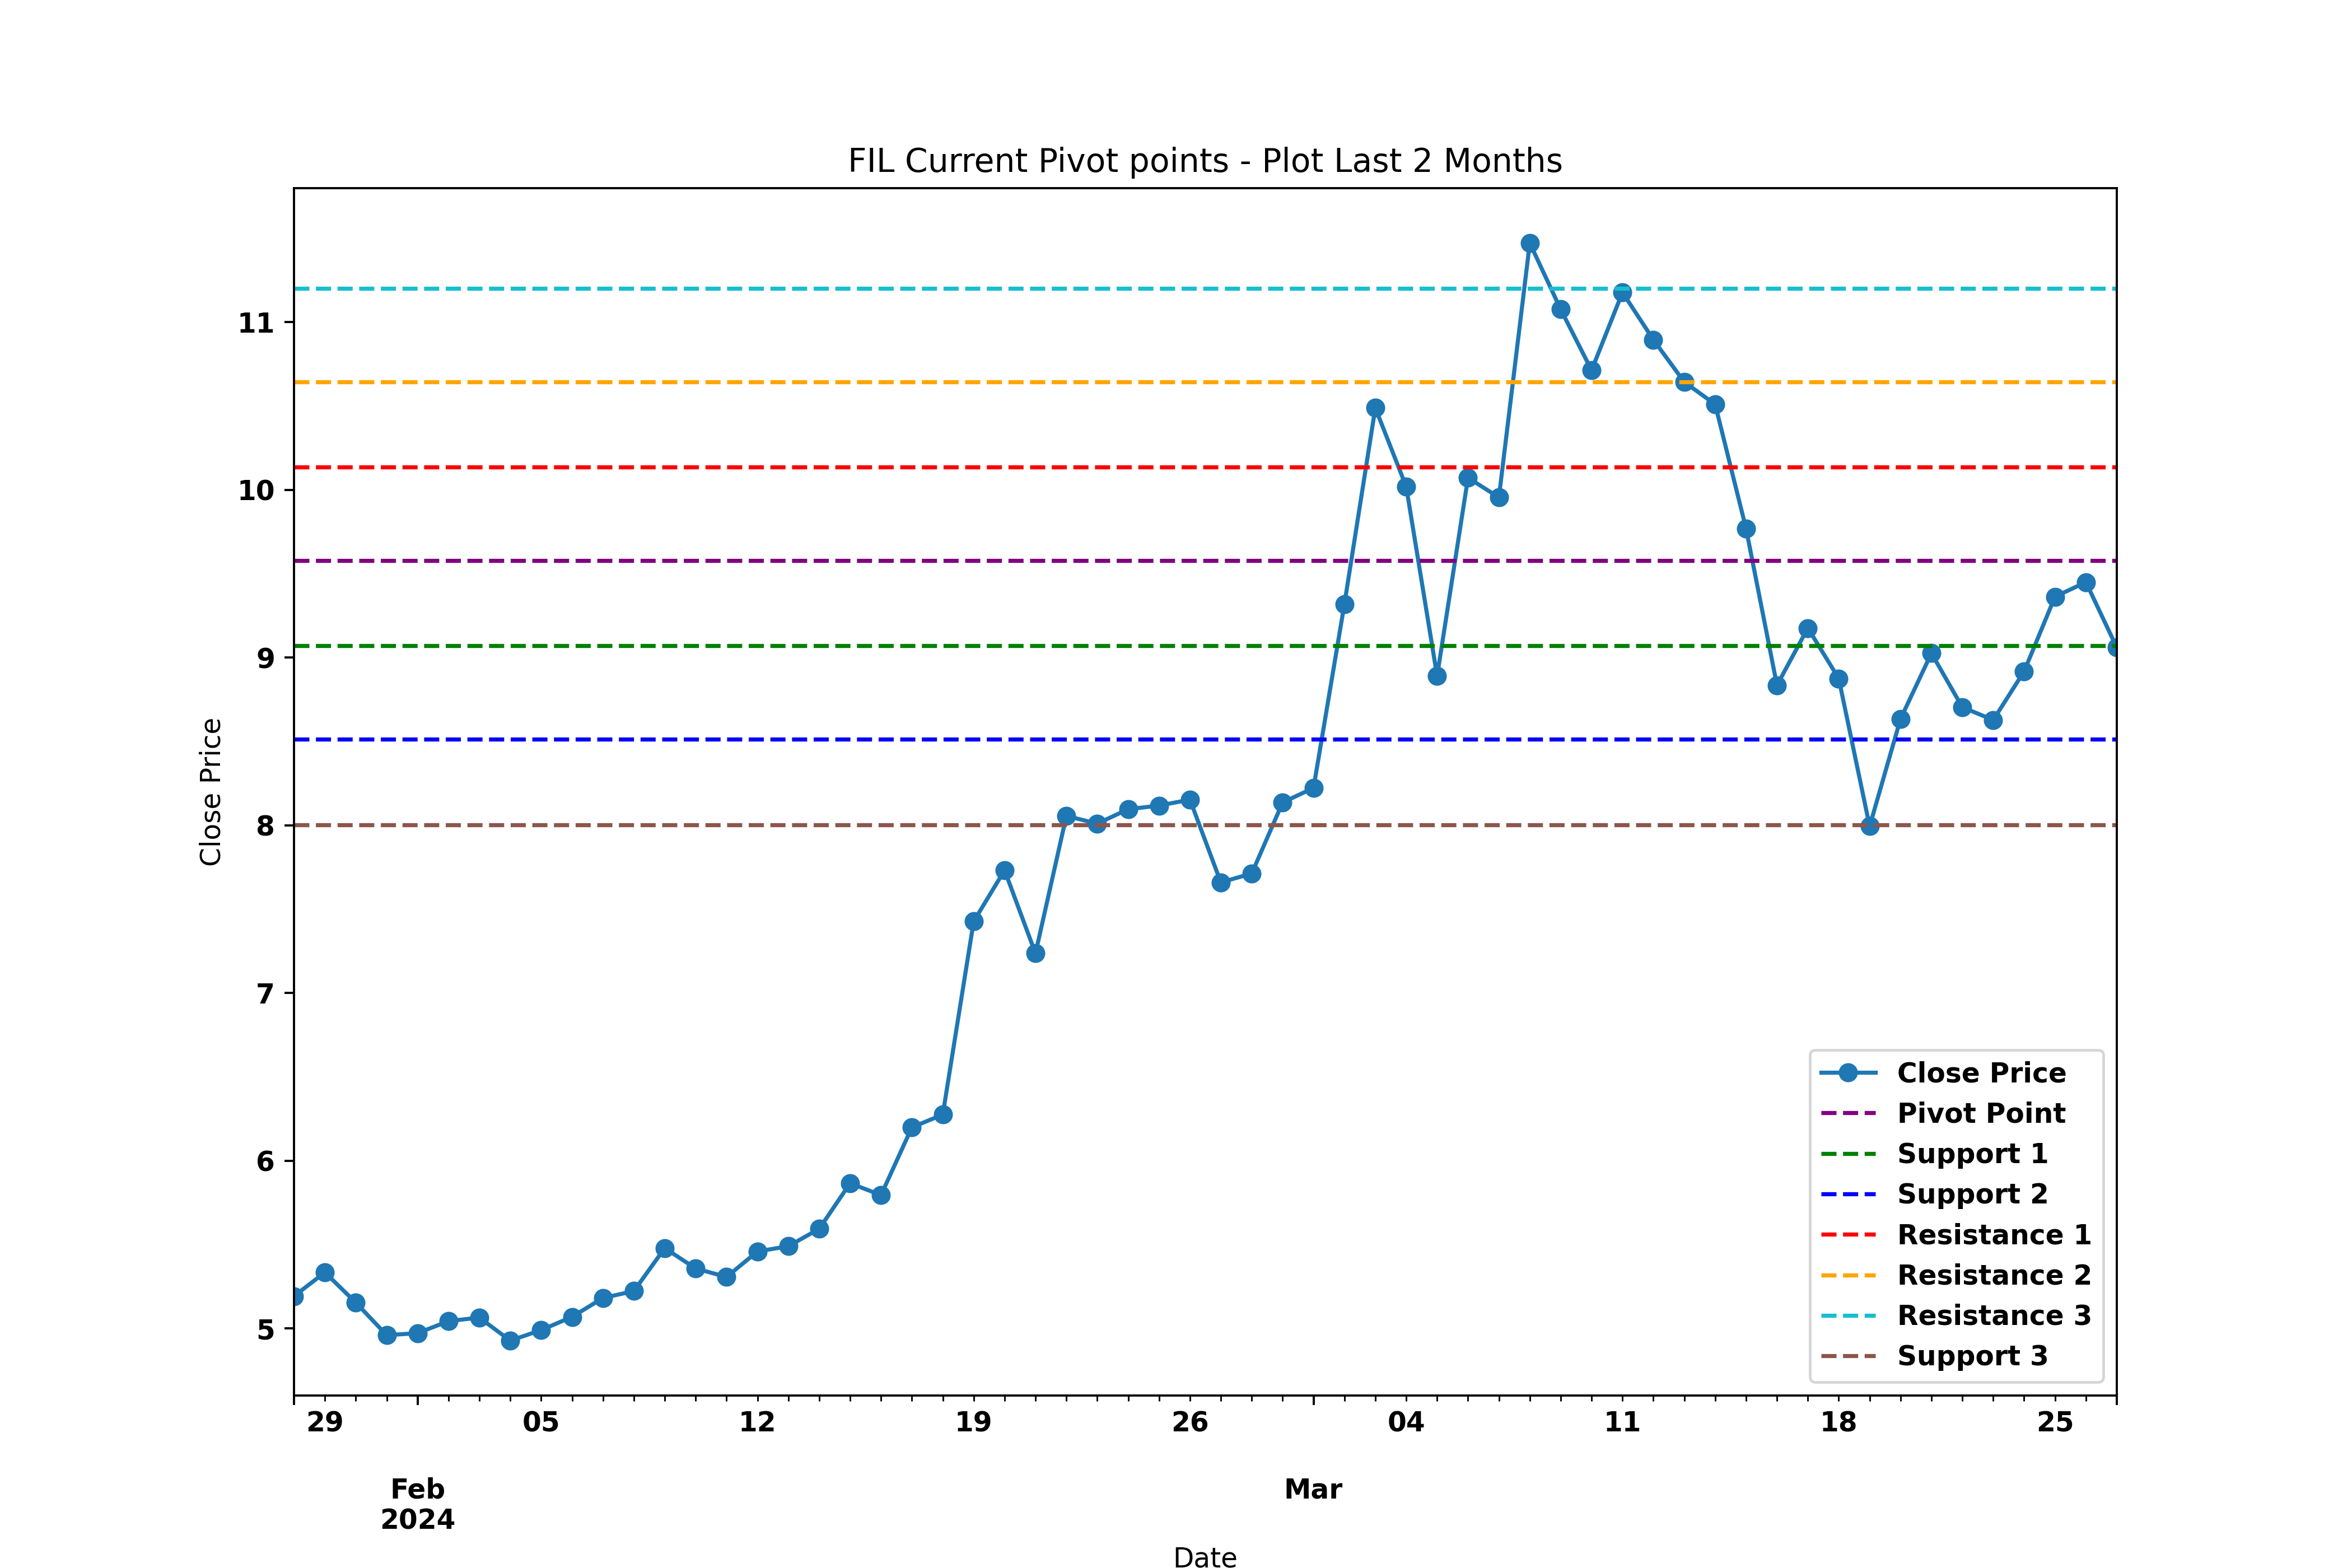 FIL Current Pivot points - Plot Last 2 Months
Close Price
11
10
9
8
7
6
5
Close Price
Pivot Point
Support 1
Support 2
Resistance 1
Resistance 2
Resistance 3
Support 3
29 05 12 19 26 04 11 18 25
Feb Mar
2024
Date